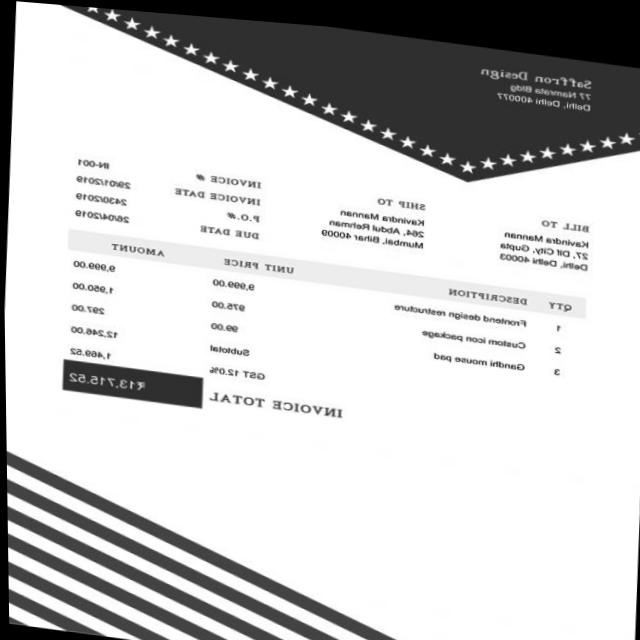 Saffron Design
77 Namrata Bldg
Delhi, Delhi 400077
BILL TO
Kavindra Mannan
27, Dlf City, Gupta
Delhi, Delhi 40003
SHIP TO
Kavindra Mannan
264, Abdul Rehman
Mumbai, Bihar 40009
INVOICE # IN-001
INVOICE DATE 29/01/2019
P.O.# 2430/2019
DUE DATE 26/04/2019
QTY DESCRIPTION UNIT PRICE AMOUNT
1 Frontend design restructure 9,999.00 9,999.00
2 Custom icon package 975.00 1,950.00
3 Gandhi mouse pad 99.00 297.00
Subtotal 12,246.00
GST 12.0% 1,469.52
INVOICE TOTAL ₹13,715.52